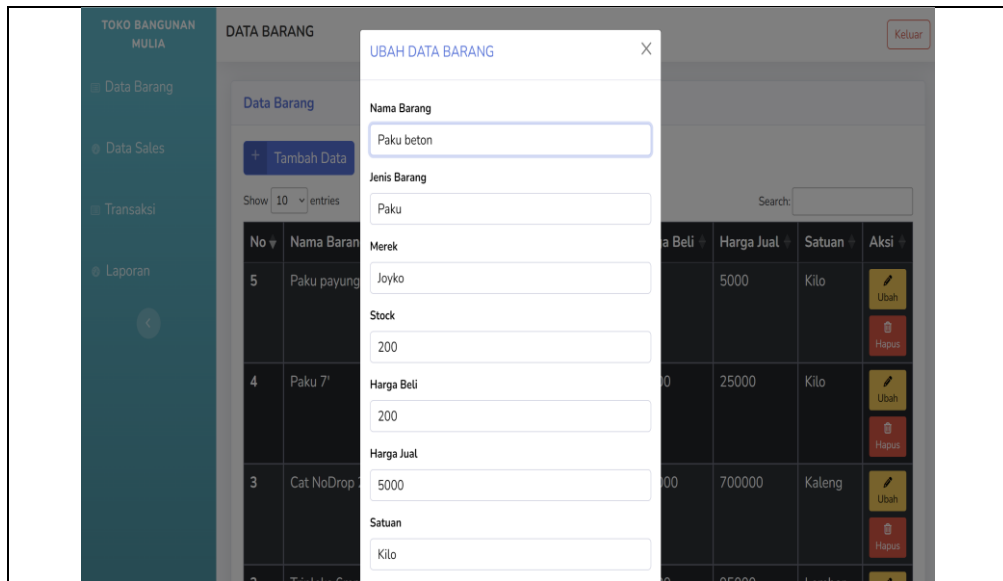 TOKO BANGUNAN
MULIA
DATA BARANG
Keluar
Data Barang
Data Sales
Transaksi
Laporan
Data Barang
+ Tambah Data
Show 10 entries
Search:
No Nama Baran a Beli Harga Jual Satuan Aksi
5 Paku payung 5000 Kilo Ubah
Hapus
4 Paku 7' 00 25000 Kilo Ubah
Hapus
3 Cat NoDrop 000 700000 Kaleng Ubah
Hapus
UBAH DATA BARANG X
Nama Barang
Paku beton
Jenis Barang
Paku
Merek
Joyko
Stock
200
Harga Beli
200
Harga Jual
5000
Satuan
Kilo